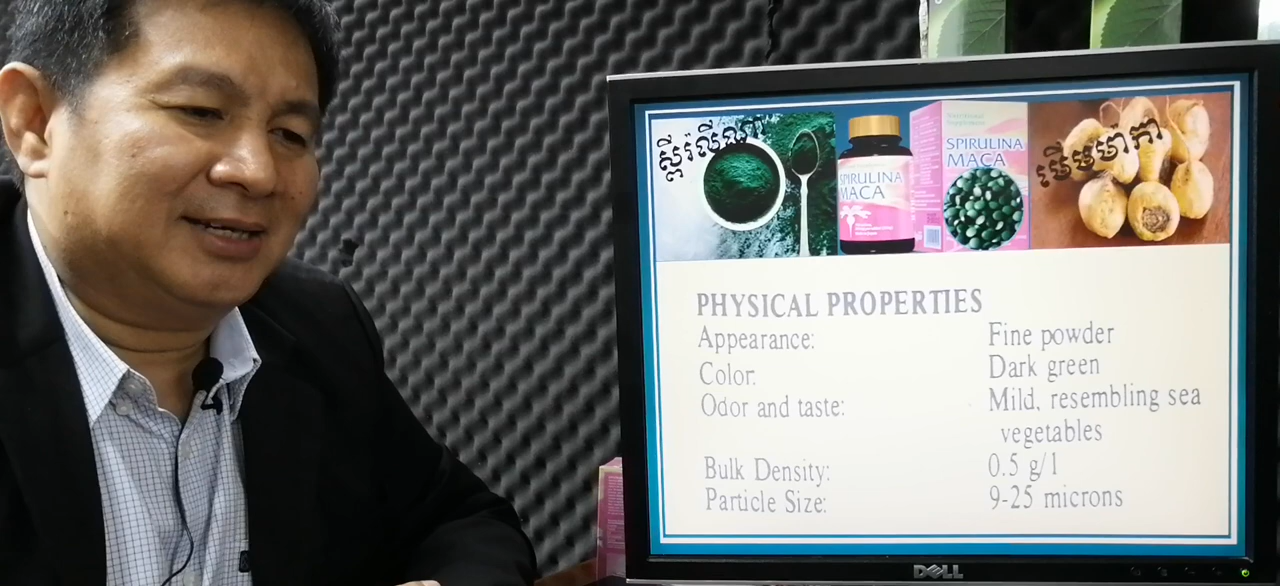 ស្ពីរូលីណា
SPIRULINA
MACA
SPIRULINA
MACA
មើមម៉ាកា
PHYSICAL PROPERTIES
Appearance: Fine powder
Color: Dark green
Odor and taste: Mild, resembling sea
vegetables
Bulk Density: 0.5 g/l
Particle Size: 9-25 microns
DELL